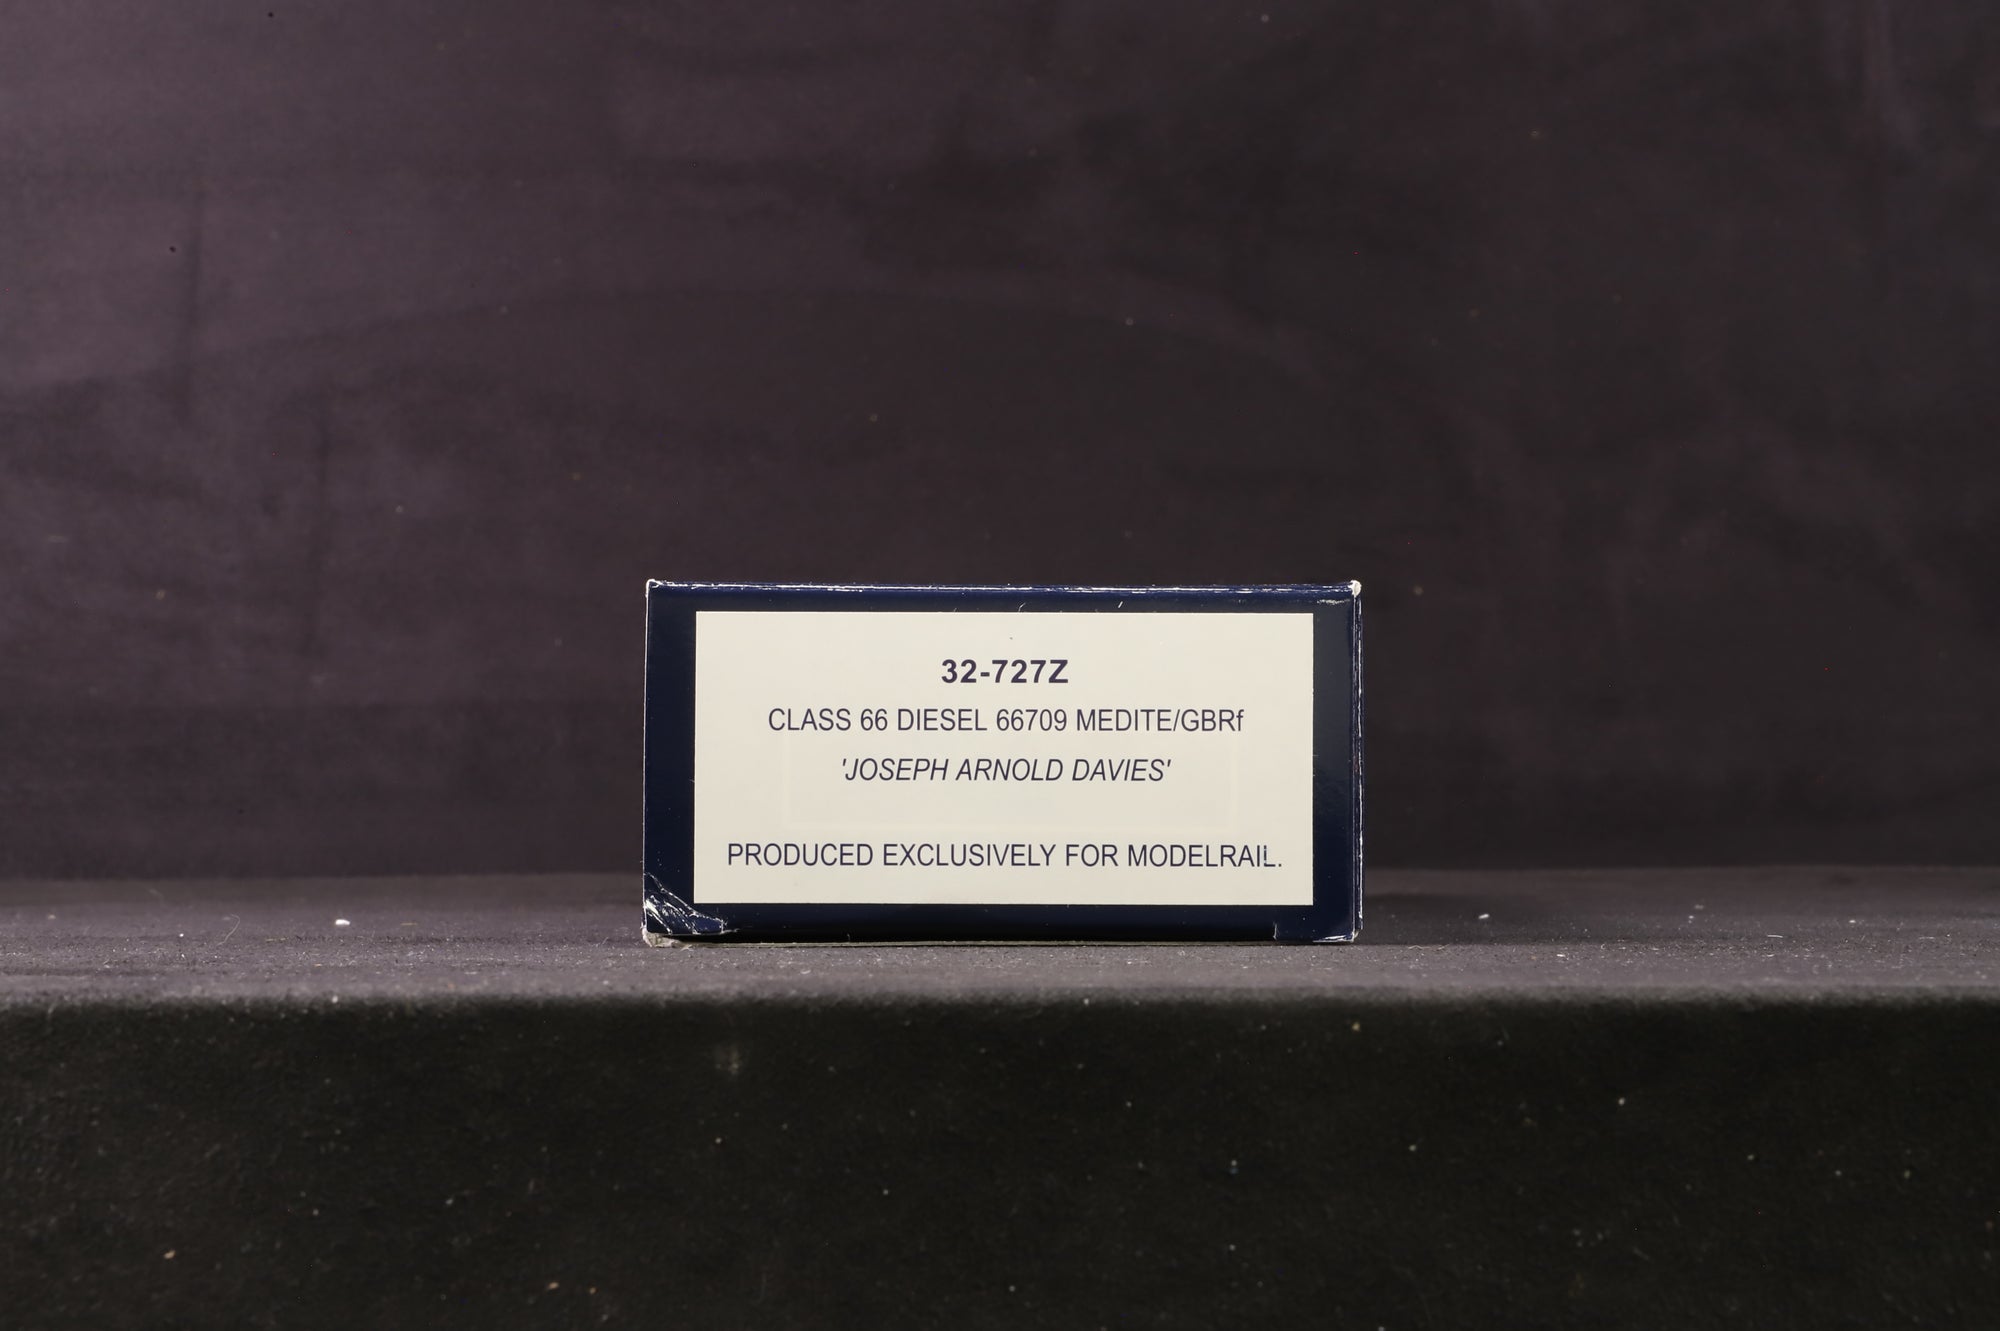 32-727Z
CLASS 66 DIESEL 66709 MEDITE/GBRf
'JOSEPH ARNOLD DAVIES'
PRODUCED EXCLUSIVELY FOR MODELRAIL.